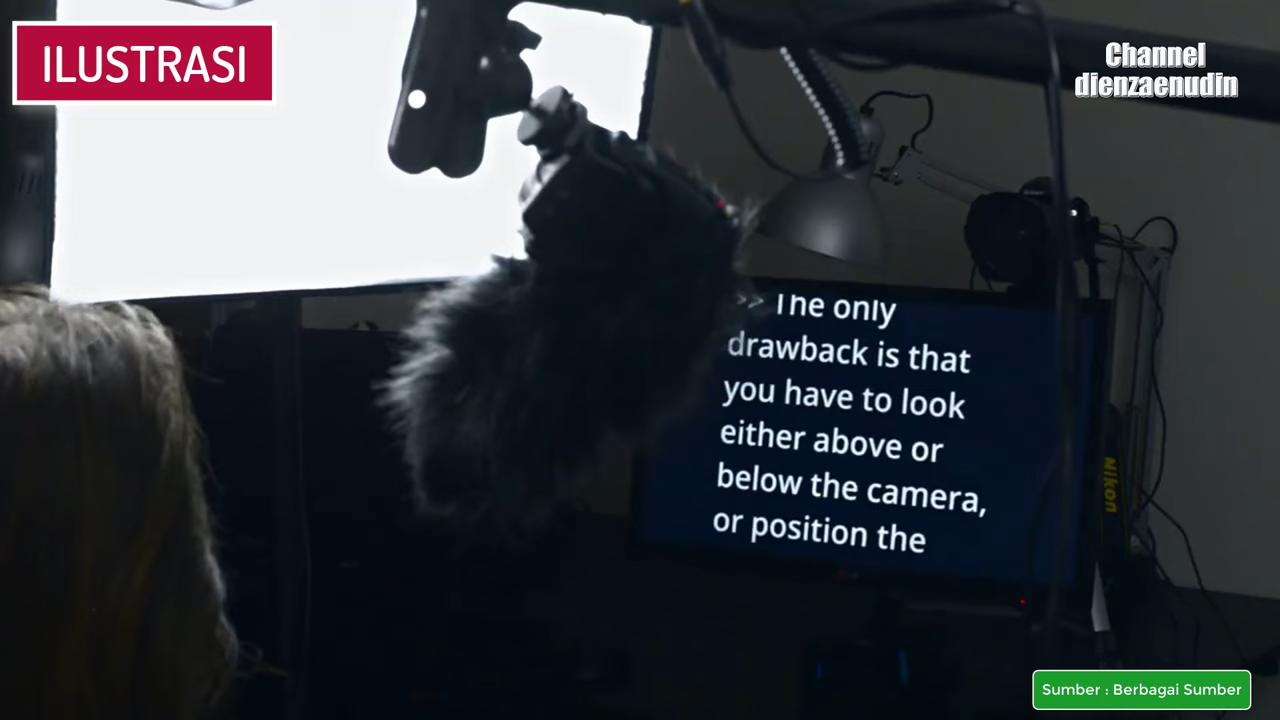 ILUSTRASI
Channel
dienzaenudin
>> The only
drawback is that
you have to look
either above or
below the camera,
or position the
Nikon
Sumber : Berbagai Sumber